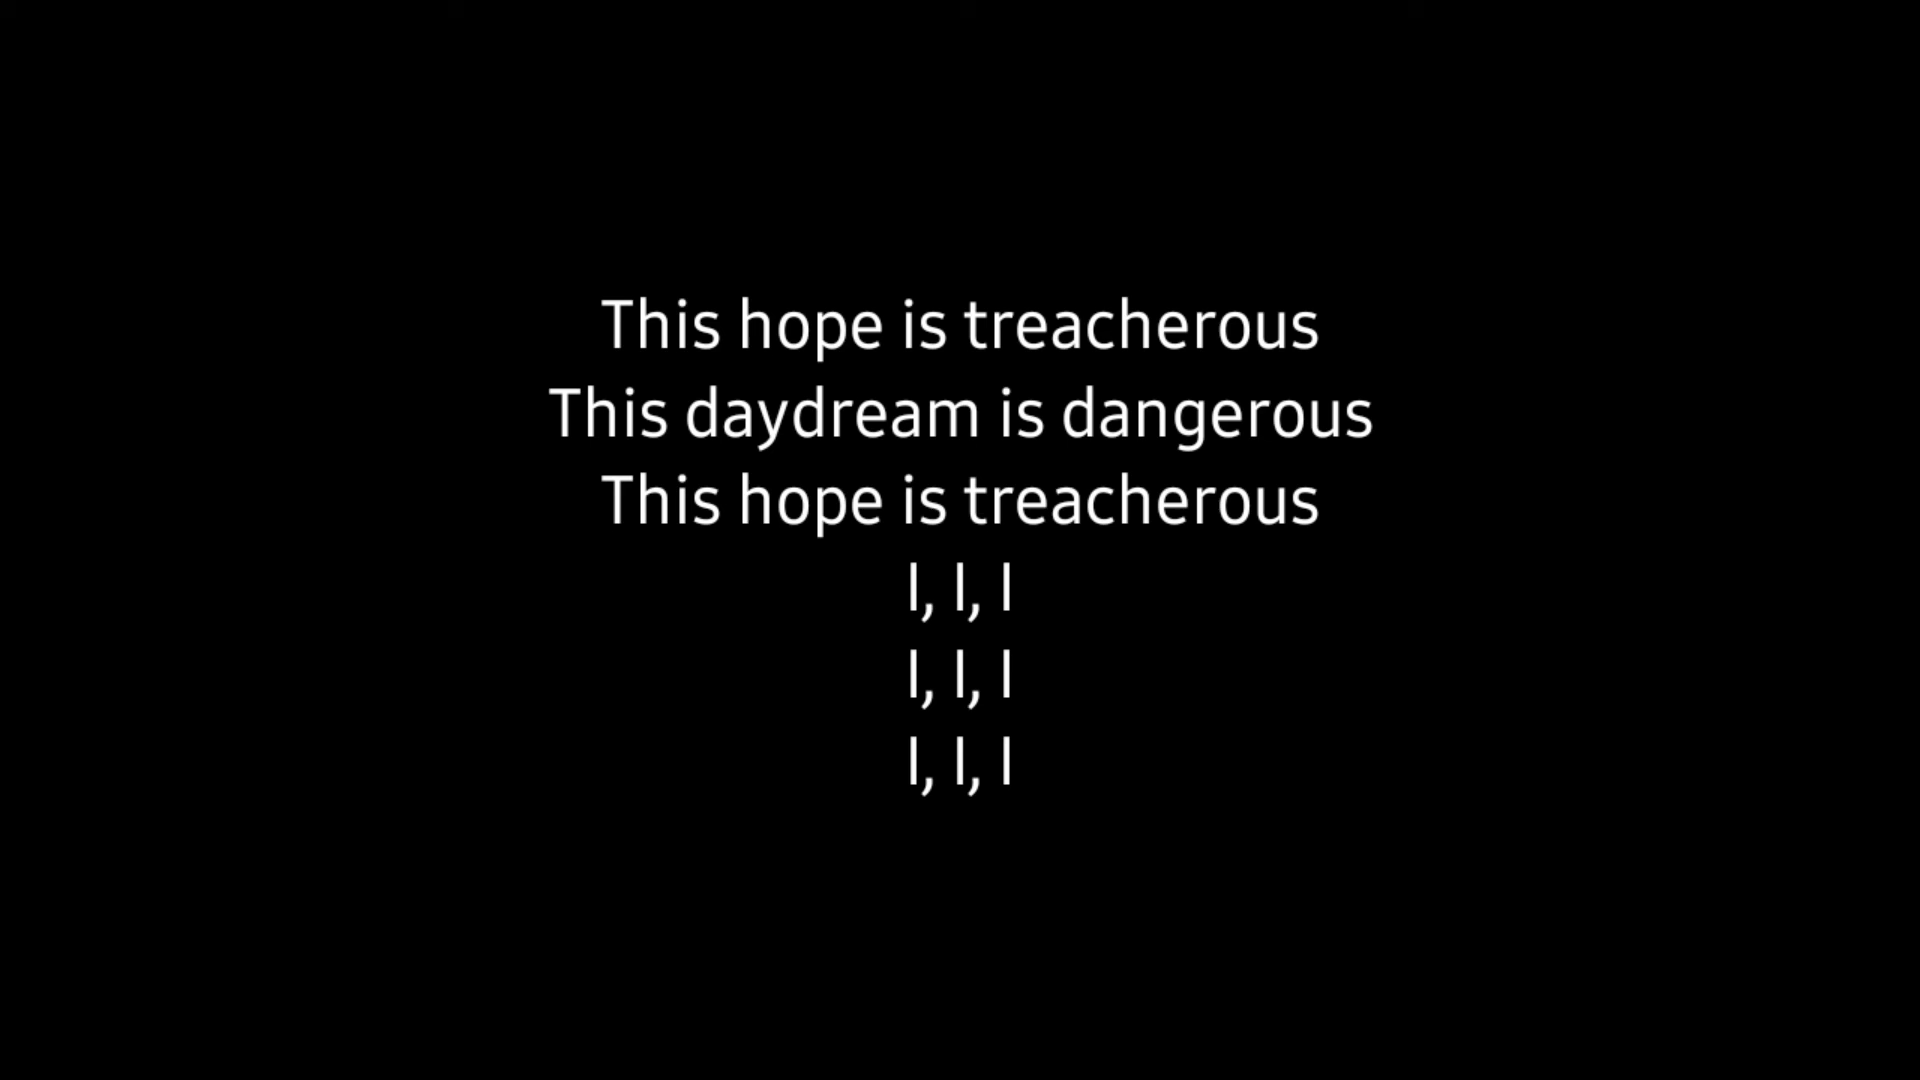 This hope is treacherous
This daydream is dangerous
This hope is treacherous
I, I, I
I, I, I
I, I, I